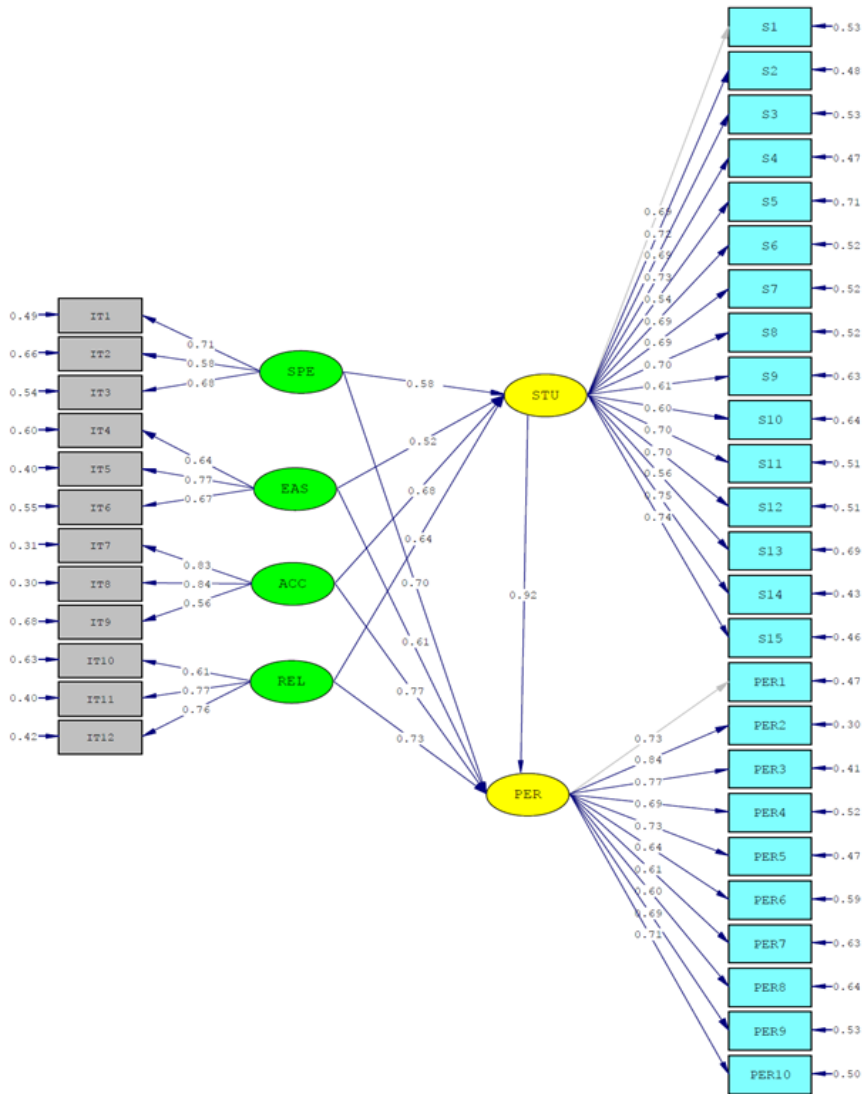 S1 0.53
S2 0.48
S3 0.53
S4 0.47
S5 0.71
S6 0.52
S7 0.52
S8 0.52
S9 0.63
S10 0.64
S11 0.51
S12 0.51
S13 0.69
S14 0.43
S15 0.46
PER1 0.47
PER2 0.30
PER3 0.41
PER4 0.52
PER5 0.47
PER6 0.59
PER7 0.63
PER8 0.64
PER9 0.53
PER10 0.50
0.69
0.72
0.69
0.73
0.54
0.69
0.69
0.70
0.61
0.60
0.70
0.70
0.56
0.75
0.74
0.73
0.84
0.77
0.69
0.73
0.64
0.61
0.60
0.69
0.71
0.49 IT1
0.66 IT2
0.54 IT3
0.60 IT4
0.40 IT5
0.55 IT6
0.31 IT7
0.30 IT8
0.68 IT9
0.63 IT10
0.40 IT11
0.42 IT12
0.71
0.58
0.68
0.64
0.77
0.67
0.83
0.84
0.56
0.61
0.77
0.76
SPE
EAS
ACC
REL
0.58
0.52
0.68
0.64
0.70
0.61
0.77
0.73
STU
0.92
PER